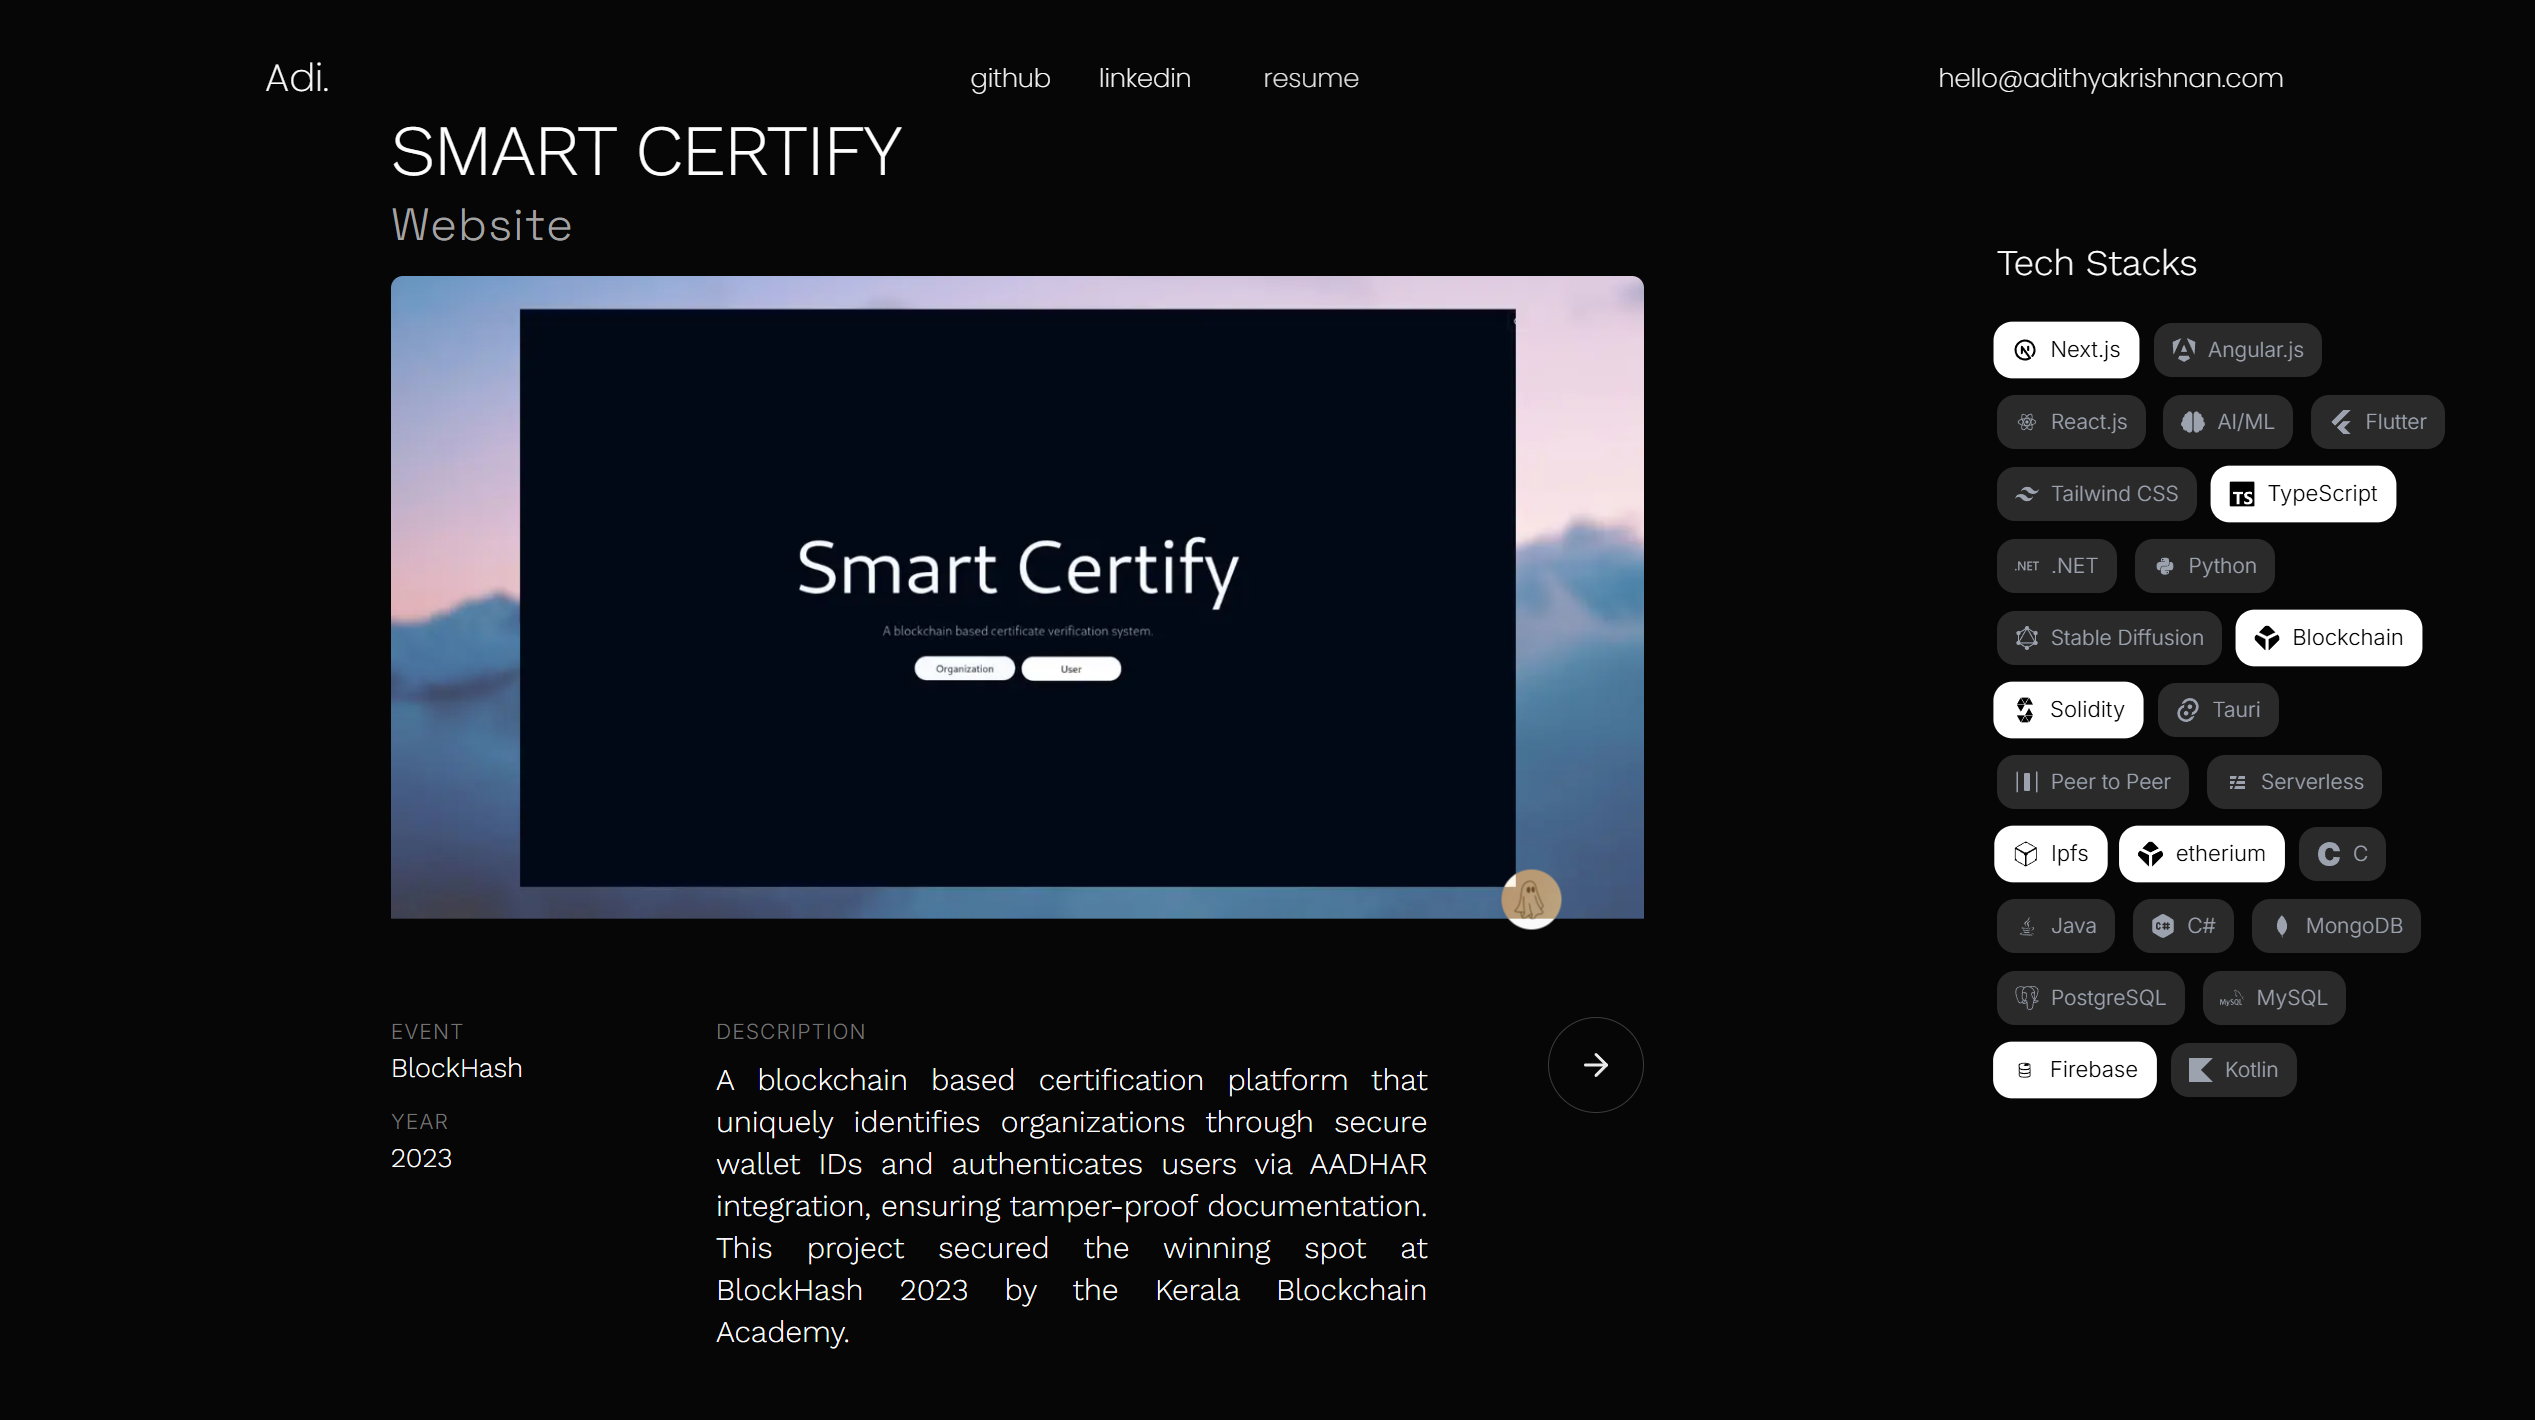 Adi.
github linkedin resume
hello@adithyakrishnan.com
SMART CERTIFY
Website
Smart Certify
A blockchain based certificate verification system.
Organization User
EVENT
BlockHash
YEAR
2023
DESCRIPTION
A blockchain based certification platform that
uniquely identifies organizations through secure
wallet IDs and authenticates users via AADHAR
integration, ensuring tamper-proof documentation.
This project secured the winning spot at
BlockHash 2023 by the Kerala Blockchain
Academy.
Tech Stacks
Next.js Angular.js
React.js AI/ML Flutter
Tailwind CSS TS TypeScript
.NET .NET Python
Stable Diffusion Blockchain
Solidity Tauri
Peer to Peer Serverless
Ipfs etherium C C
Java C# C# MongoDB
PostgreSQL MySQL MySQL
Firebase Kotlin